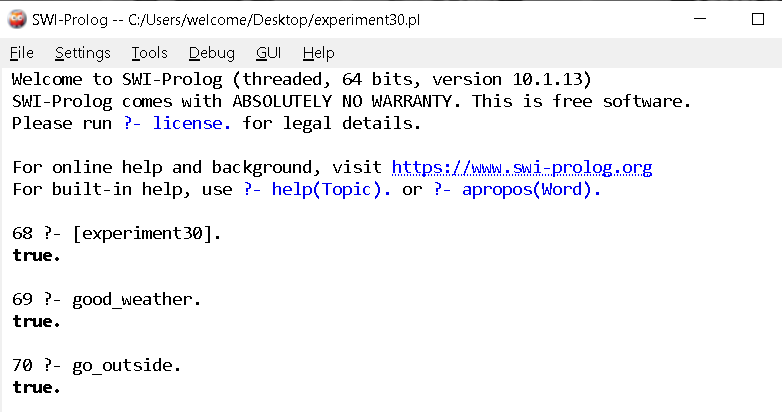 SWI-Prolog -- C:/Users/welcome/Desktop/experiment30.pl
File Settings Tools Debug GUI Help
Welcome to SWI-Prolog (threaded, 64 bits, version 10.1.13)
SWI-Prolog comes with ABSOLUTELY NO WARRANTY. This is free software.
Please run ?- license. for legal details.
For online help and background, visit https://www.swi-prolog.org
For built-in help, use ?- help(Topic). or ?- apropos(Word).
68 ?- [experiment30].
true.
69 ?- good_weather.
true.
70 ?- go_outside.
true.